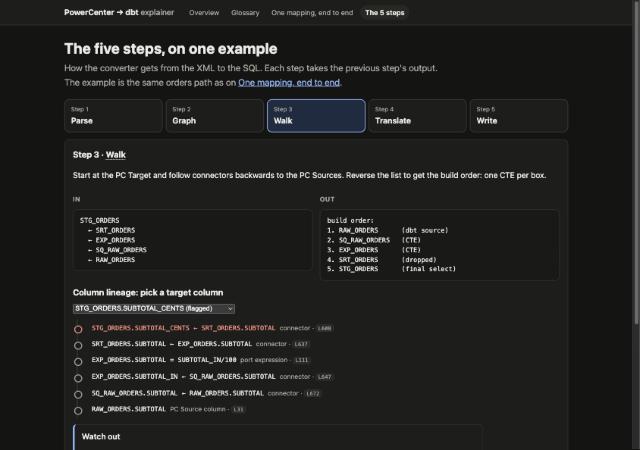 PowerCenter → dbt explainer Overview Glossary One mapping, end to end The 5 steps
The five steps, on one example
How the converter gets from the XML to the SQL. Each step takes the previous step's output.
The example is the same orders path as on One mapping, end to end.
Step 1
Parse
Step 2
Graph
Step 3
Walk
Step 4
Translate
Step 5
Write
Step 3 · Walk
Start at the PC Target and follow connectors backwards to the PC Sources. Reverse the list to get the build order: one CTE per box.
IN
STG_ORDERS
← SRT_ORDERS
← EXP_ORDERS
← SQ_RAW_ORDERS
← RAW_ORDERS
OUT
build order:
1. RAW_ORDERS (dbt source)
2. SQ_RAW_ORDERS (CTE)
3. EXP_ORDERS (CTE)
4. SRT_ORDERS (dropped)
5. STG_ORDERS (final select)
Column lineage: pick a target column
STG_ORDERS.SUBTOTAL_CENTS (flagged)
STG_ORDERS.SUBTOTAL_CENTS ← SRT_ORDERS.SUBTOTAL connector · L608
SRT_ORDERS.SUBTOTAL ← EXP_ORDERS.SUBTOTAL connector · L637
EXP_ORDERS.SUBTOTAL = SUBTOTAL_IN/100 port expression · L111
EXP_ORDERS.SUBTOTAL_IN ← SQ_RAW_ORDERS.SUBTOTAL connector · L647
SQ_RAW_ORDERS.SUBTOTAL ← RAW_ORDERS.SUBTOTAL connector · L672
RAW_ORDERS.SUBTOTAL PC Source column · L31
Watch out